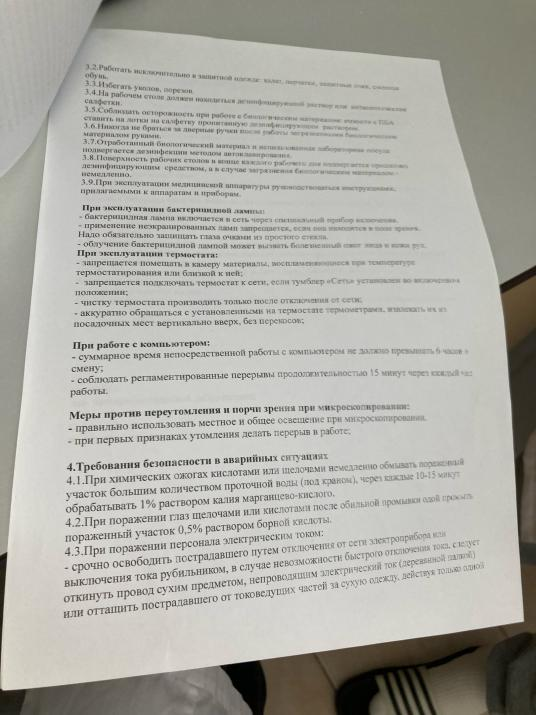 3.2.Работать исключительно в защитной одежде: халат, перчатки, защитные очки, сменная
обувь.
3.3.Избегать уколов, порезов.
3.4.На рабочем столе должен находиться дезинфицирующий раствор или антисептические
салфетки.
3.5.Соблюдать осторожность при работе с биологическим материалом: емкости с ПБА
ставить на лотки на салфетку пропитанную дезинфицирующим раствором.
3.6.Никогда не браться за дверные ручки после работы загрязненными биологическим
материалом руками.
3.7.Отработанный биологический материал и использованная лабораторная посуда
подвергается дезинфекции методом автоклавирования.
3.8.Поверхность рабочих столов в конце каждого рабочего дня подвергается протиранию
дезинфицирующим средством, а в случае загрязнения биологическим материалом -
немедленно.
3.9.При эксплуатации медицинской аппаратуры руководствоваться инструкциями,
прилагаемыми к аппаратам и приборам.
При эксплуатации бактерицидной лампы:
- бактерицидная лампа включается в сеть через специальный прибор включения.
- применение неэкранированных ламп запрещается, если они находятся в поле зрения.
Надо обязательно защищать глаза очками из простого стекла.
- облучение бактерицидной лампой может вызвать болезненный ожог лица и кожи рук.
При эксплуатации термостата:
- запрещается помещать в камеру материалы, воспламеняющиеся при температуре
термостатирования или близкой к ней;
- запрещается подключать термостат к сети, если тумблер «Сеть» установлен во включенном
положении;
- чистку термостата производить только после отключения от сети;
- аккуратно обращаться с установленными на термостате термометрами, извлекать их из
посадочных мест вертикально вверх, без перекосов;
При работе с компьютером:
- суммарное время непосредственной работы с компьютером не должно превышать 6 часов в
смену;
- соблюдать регламентированные перерывы продолжительностью 15 минут через каждый час
работы.
Меры против переутомления и порчи зрения при микроскопировании:
- правильно использовать местное и общее освещение при микроскопировании.
- при первых признаках утомления делать перерыв в работе;
4.Требования безопасности в аварийных ситуациях
4.1.При химических ожогах кислотами или щелочами немедленно обмывать пораженный
участок большим количеством проточной воды (под краном), через каждые 10-15 минут
обрабатывать 1% раствором калия марганцево-кислого.
4.2.При поражении глаз щелочами или кислотами после обильной промывки водой промыть
пораженный участок 0,5% раствором борной кислоты.
4.3.При поражении персонала электрическим током:
- срочно освободить пострадавшего путем отключения от сети электроприбора или
выключения тока рубильником, в случае невозможности быстрого отключения тока, следует
откинуть провод сухим предметом, непроводящим электрический ток (деревянной палкой)
или оттащить пострадавшего от токоведущих частей за сухую одежду, действуя только одной